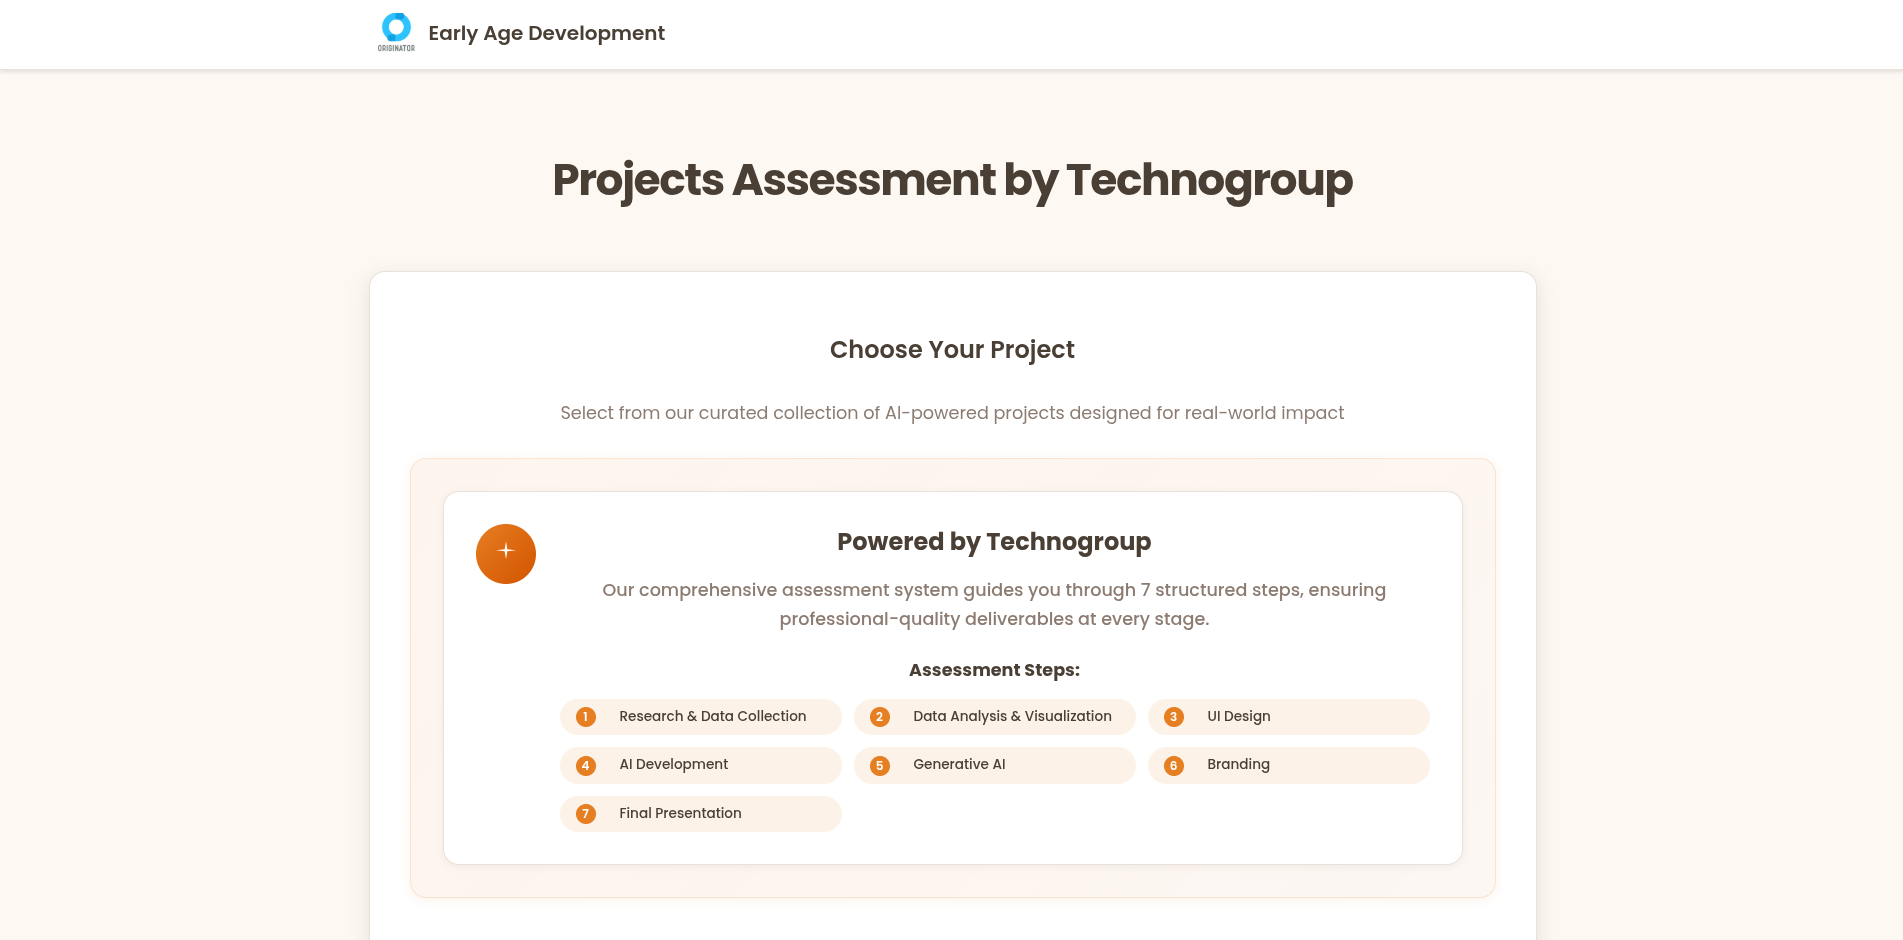 ORIGINATOR
Early Age Development
Projects Assessment by Technogroup
Choose Your Project
Select from our curated collection of AI-powered projects designed for real-world impact
Powered by Technogroup
Our comprehensive assessment system guides you through 7 structured steps, ensuring
professional-quality deliverables at every stage.
Assessment Steps:
1 Research & Data Collection
2 Data Analysis & Visualization
3 UI Design
4 AI Development
5 Generative AI
6 Branding
7 Final Presentation